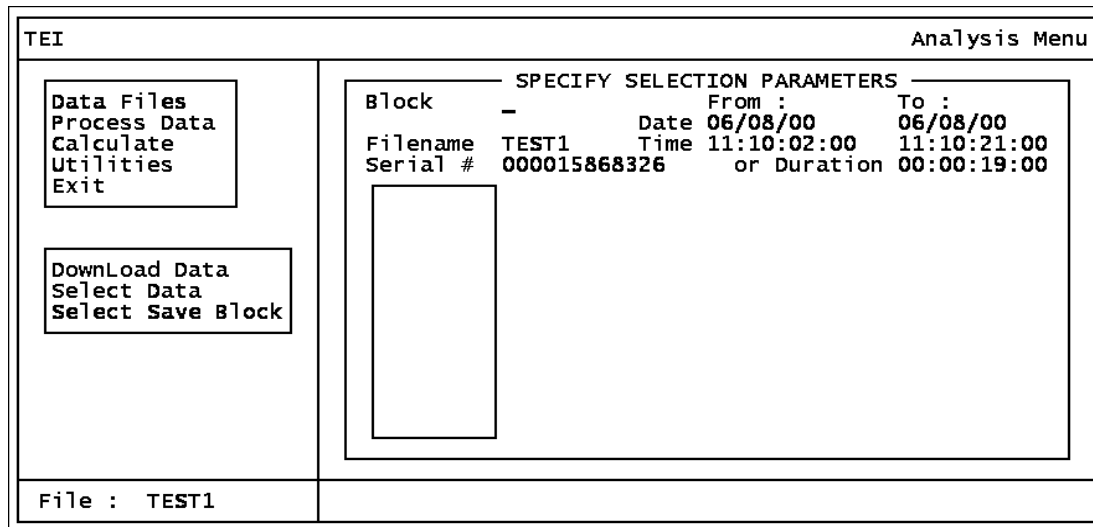 TEI Analysis Menu
Data Files
Process Data
Calculate
Utilities
Exit
DownLoad Data
Select Data
Select Save Block
SPECIFY SELECTION PARAMETERS
Block _ From : To :
Date 06/08/00 06/08/00
Filename TEST1 Time 11:10:02:00 11:10:21:00
Serial # 000015868326 or Duration 00:00:19:00
File : TEST1